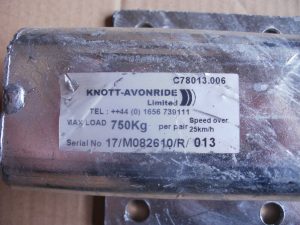 C78013.006
KNOTT-AVONRIDE
Limited
TEL : ++44 (0) 1656 739111
MAX LOAD 750Kg per pair Speed over 25km/h
Serial No 17/M082610/R/ 013